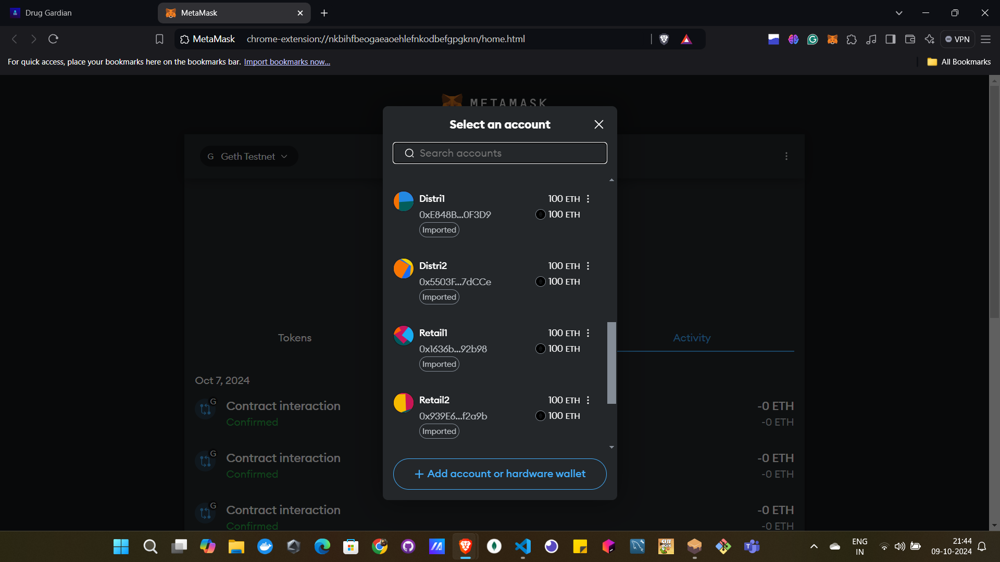 Drug Gardian
MetaMask
MetaMask chrome-extension://nkbihfbeogaeaoehlefnkodbefgpgknn/home.html
VPN
For quick access, place your bookmarks here on the bookmarks bar. Import bookmarks now...
All Bookmarks
METAMASK
Select an account
G Geth Testnet
Search accounts
Distri1 100 ETH
0xE848B...0F3D9 100 ETH
Imported
Distri2 100 ETH
0x5503F...7dCCe 100 ETH
Imported
Retail1 100 ETH
0x1636b...92b98 100 ETH
Imported
Retail2 100 ETH
0x939E6...f2a9b 100 ETH
Imported
+ Add account or hardware wallet
Tokens
Activity
Oct 7, 2024
G
Contract interaction -0 ETH
Confirmed -0 ETH
G
Contract interaction -0 ETH
Confirmed -0 ETH
G
Contract interaction -0 ETH
Confirmed -0 ETH
ENG
IN
21:44
09-10-2024